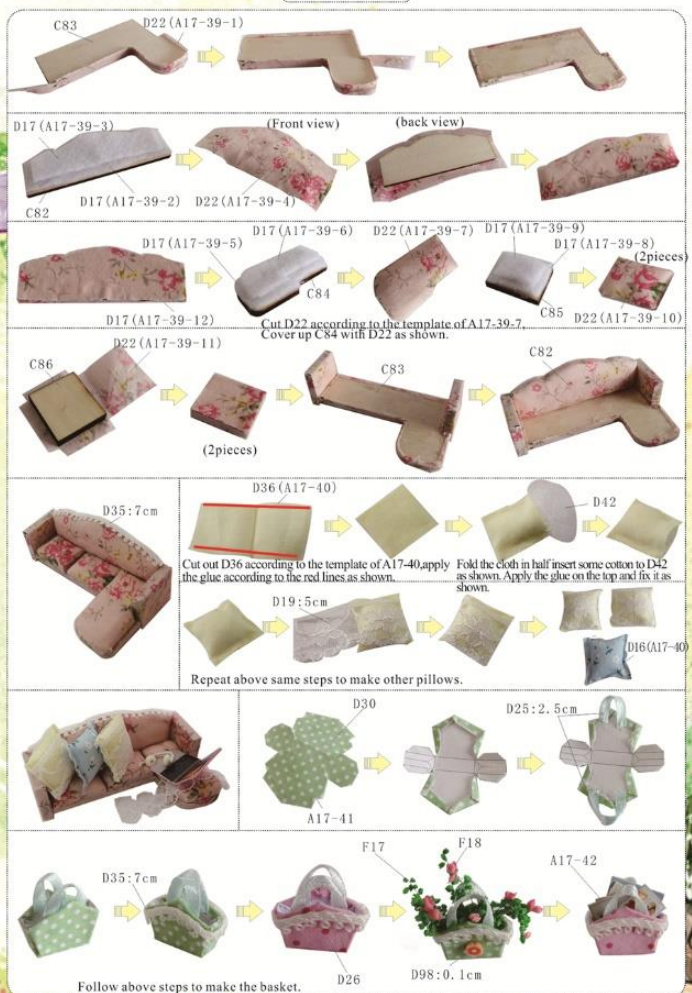 C83
D22(A17-39-1)
D17(A17-39-3)
(Front view)
(back view)
D17(A17-39-2)
D22(A17-39-4)
C82
D17(A17-39-5)
D17(A17-39-6)
D22(A17-39-7)
D17(A17-39-9)
D17(A17-39-8)
(2pieces)
C84
C85
D17(A17-39-12)
D22(A17-39-10)
Cut D22 according to the template of A17-39-7,
Cover up C84 with D22 as shown.
C86
D22(A17-39-11)
(2pieces)
C83
C82
D35:7cm
D36(A17-40)
D42
Cut out D36 according to the template of A17-40,apply
the glue according to the red lines as shown.
Fold the cloth in half insert some cotton to D42
as shown. Apply the glue on the top and fix it as
shown.
D19:5cm
D16(A17-40)
Repeat above same steps to make other pillows.
D30
D25:2.5cm
A17-41
D35:7cm
F17
F18
A17-42
D26
D98:0.1cm
Follow above steps to make the basket.